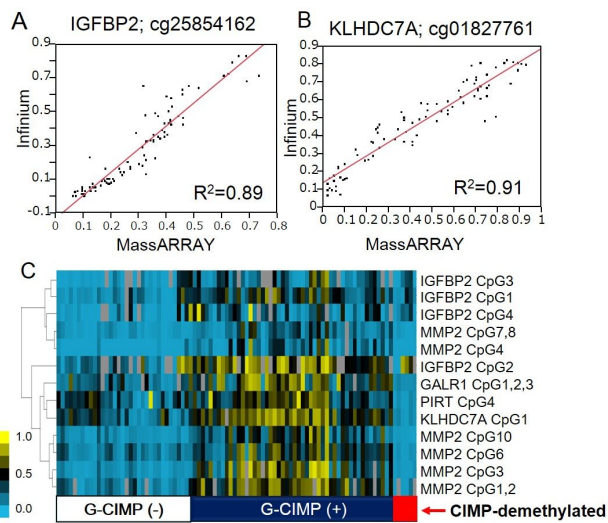 A
IGFBP2; cg25854162
0.9
0.7
0.5
0.3
0.1
-0.1
Infinium
R²=0.89
0 0.1 0.2 0.3 0.4 0.5 0.6 0.7 0.8
MassARRAY
B
KLHDC7A; cg01827761
0.9
0.8
0.7
0.6
0.5
0.4
0.3
0.2
0.1
0
Infinium
R²=0.91
0 0.1 0.2 0.3 0.4 0.5 0.6 0.7 0.8 0.9 1
MassARRAY
C
IGFBP2 CpG3
IGFBP2 CpG1
IGFBP2 CpG4
MMP2 CpG7,8
MMP2 CpG4
IGFBP2 CpG2
GALR1 CpG1,2,3
PIRT CpG4
KLHDC7A CpG1
MMP2 CpG10
MMP2 CpG6
MMP2 CpG3
MMP2 CpG1,2
1.0
0.5
0.0
G-CIMP (-)
G-CIMP (+)
CIMP-demethylated